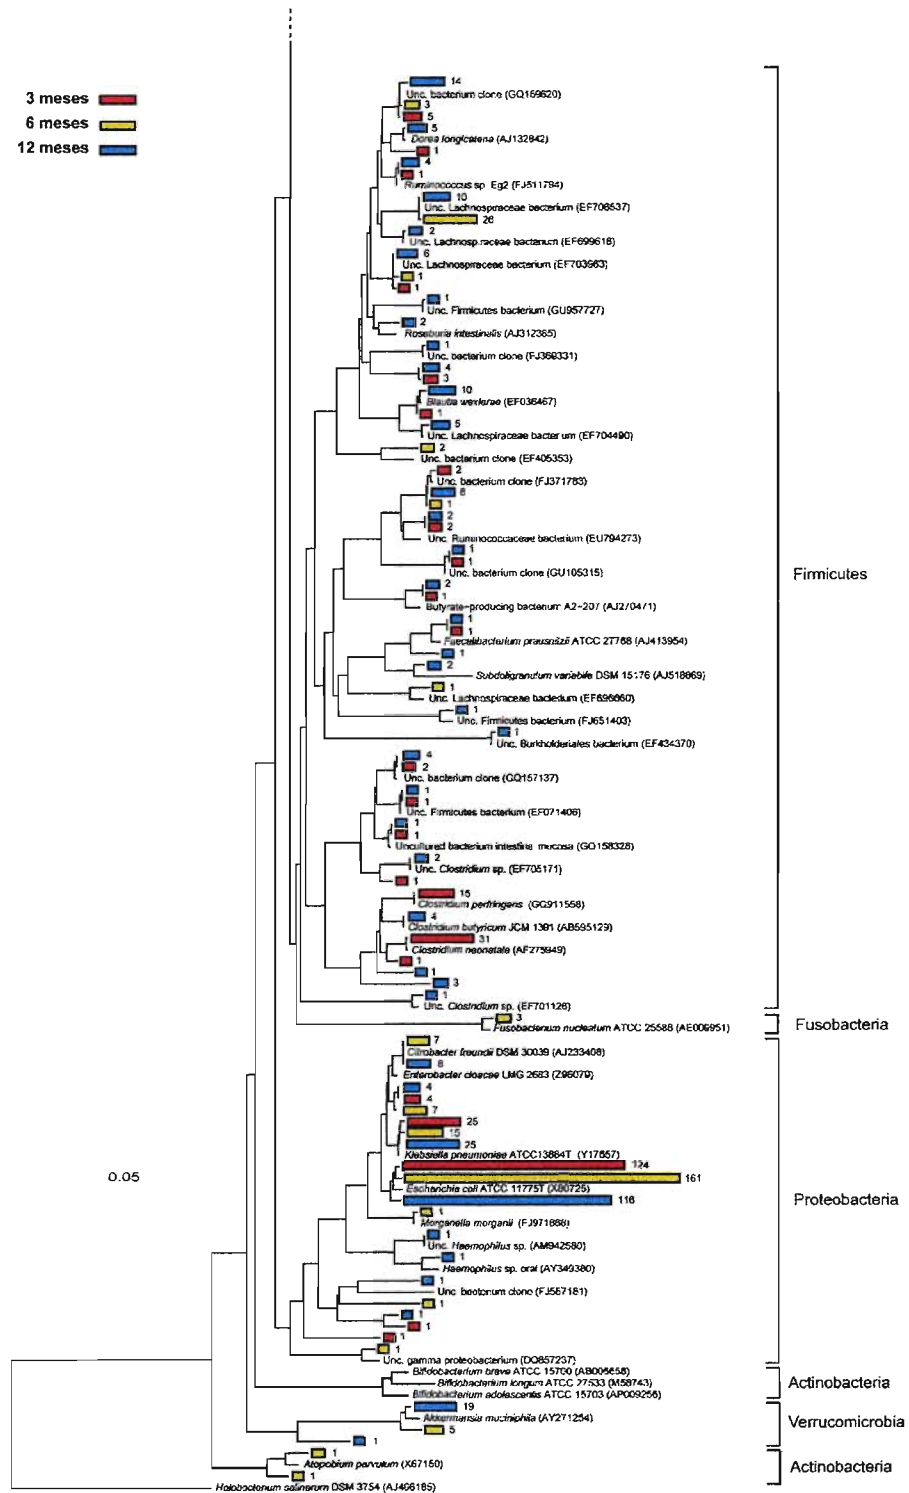 3 meses
6 meses
12 meses
14
Unc. bacterium clone (GQ159620)
3
5
5
Dorea longicatena (AJ132842)
1
4
1
Ruminococcus sp. Eg2 (FJ611794)
10
Unc. Lachnospiraceae bacterium (EF706537)
26
2
Unc. Lachnospiraceae bacterium (EF699618)
6
Unc. Lachnospiraceae bacterium (EF703963)
1
1
1
Unc. Firmicutes bacterium (GU957727)
2
Roseburia intestinalis (AJ312385)
1
Unc. bacterium clone (FJ369331)
4
3
10
Blautia wexlerae (EF036467)
1
5
Unc. Lachnospiraceae bacterium (EF704490)
2
Unc. bacterium clone (EF405353)
2
Unc. bacterium clone (FJ371783)
8
1
2
2
Unc. Ruminococcaceae bacterium (EU794273)
1
1
Unc. bacterium clone (GU105315)
2
1
Butyrate-producing bacterium A2-207 (AJ270471)
1
1
Faecalibacterium prausnitzii ATCC 27768 (AJ413954)
1
2
Subdoligranulum variabile DSM 15176 (AJ518869)
1
Unc. Lachnospiraceae bacterium (EF696660)
1
Unc. Firmicutes bacterium (FJ651403)
1
Unc. Burkholderiales bacterium (EF434370)
4
2
Unc. bacterium clone (GQ157137)
1
1
Unc. Firmicutes bacterium (EF071406)
1
1
Uncultured bacterium intestine mucosa (GQ158328)
2
Unc. Clostridium sp. (EF705171)
1
15
Clostridium perfringens (GG911558)
4
Clostridium butyricum JCM 1391 (AB595129)
31
Clostridium neonatale (AF275949)
1
1
3
1
Unc. Clostridium sp. (EF701126)
Firmicutes
3
Fusobacterium nucleatum ATCC 25586 (AE009951)
Fusobacteria
7
Citrobacter freundii DSM 30039 (AJ233408)
8
Enterobacter cloacae LMG 2683 (Z96079)
4
4
7
25
15
25
Klebsiella pneumoniae ATCC13884T (Y17657)
124
161
Escherichia coli ATCC 11775T (X80725)
116
1
Morganella morganii (FJ971868)
1
Unc. Haemophilus sp. (AM942580)
1
Haemophilus sp. oral (AY349380)
1
Unc. bacterium clone (FJ567181)
1
1
1
1
1
Unc. gamma proteobacterium (DQ857237)
Proteobacteria
0.05
Bifidobacterium breve ATCC 15700 (AB006658)
Bifidobacterium longum ATCC 27533 (M58743)
Bifidobacterium adolescentis ATCC 15703 (AP009256)
Actinobacteria
19
Akkermansia muciniphila (AY271254)
5
1
Verrucomicrobia
1
Atopobium parvulum (X67150)
1
Actinobacteria
Halobacterium salinarum DSM 3754 (AJ496185)